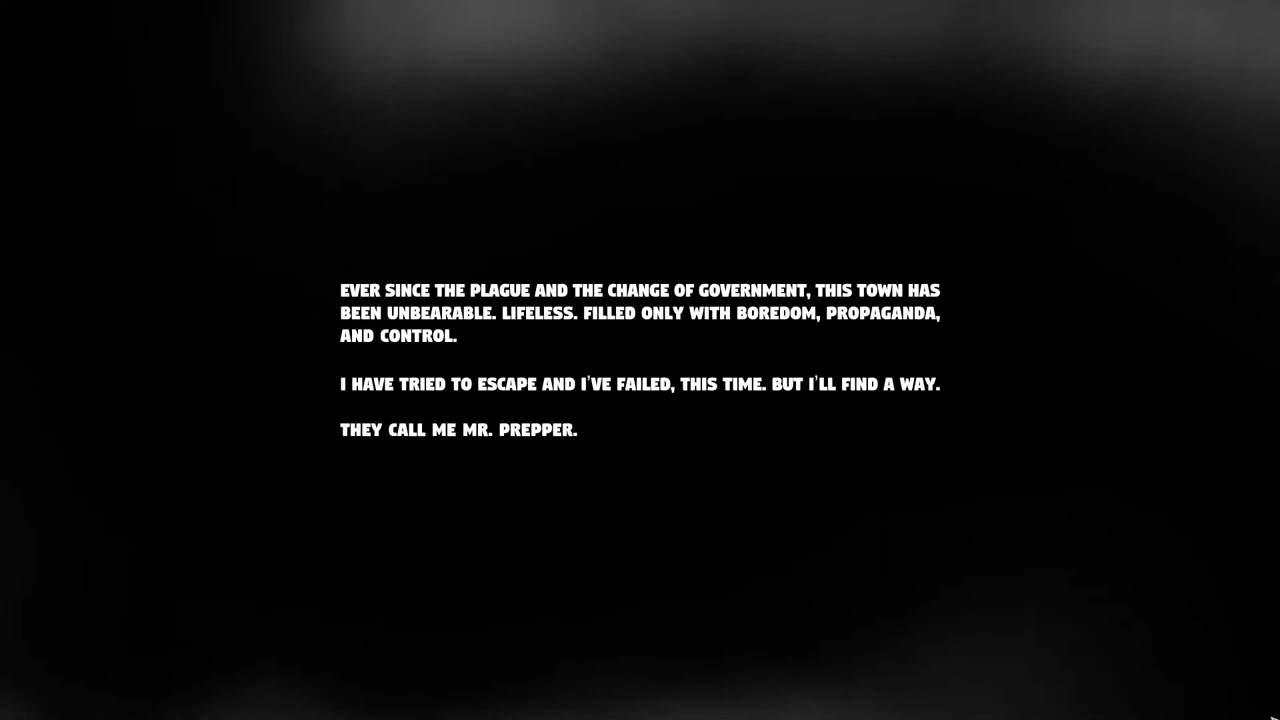 EVER SINCE THE PLAGUE AND THE CHANGE OF GOVERNMENT, THIS TOWN HAS
BEEN UNBEARABLE. LIFELESS. FILLED ONLY WITH BOREDOM, PROPAGANDA,
AND CONTROL.
I HAVE TRIED TO ESCAPE AND I'VE FAILED, THIS TIME. BUT I'LL FIND A WAY.
THEY CALL ME MR. PREPPER.